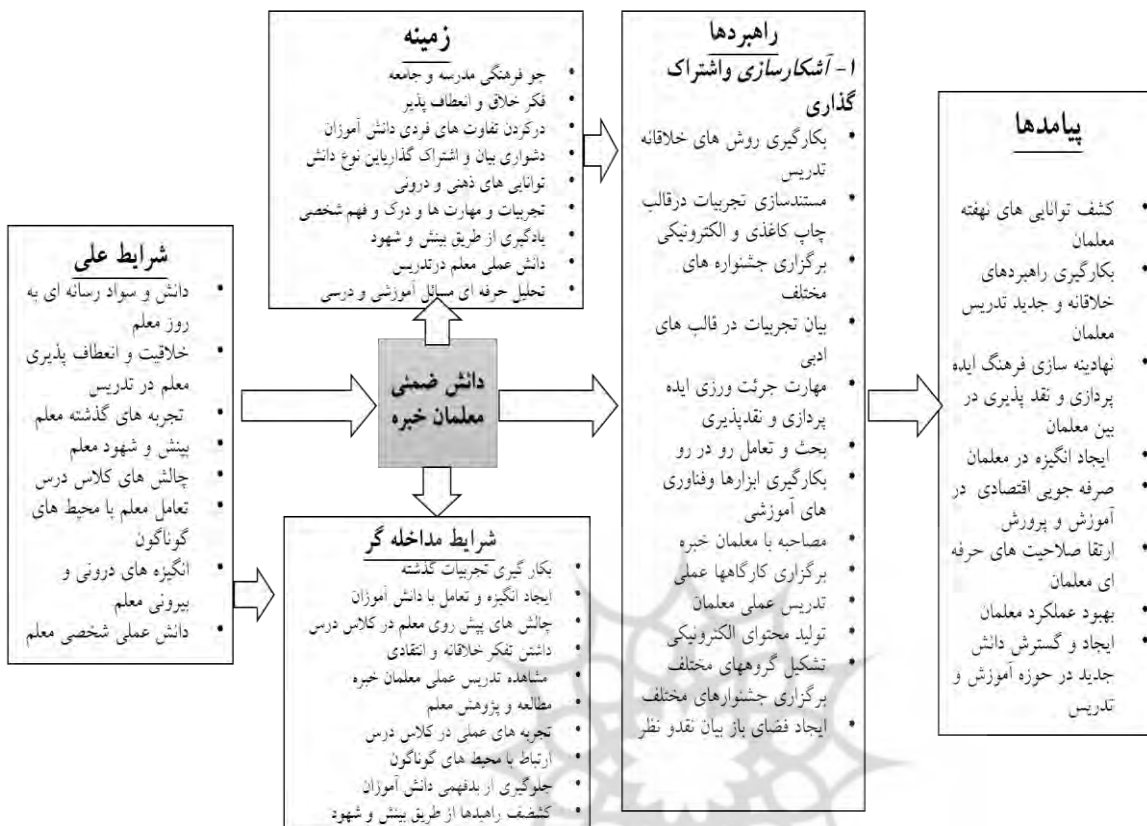 زمینه
جو فرهنگی مدرسه و جامعه
فکر خلاق و انعطاف پذیر
درکردن تفاوت های فردی دانش آموزان
دشواری بیان و اشتراک گذاریاین نوع دانش
توانایی های ذهنی و درونی
تجربیات و مهارت ها و درک و فهم شخصی
یادگیری از طریق بینش و شهود
دانش عملی معلم درتدریس
تحلیل حرفه ای مسائل آموزشی و درسی
راهبردها
۱- آشکارسازی واشتراک
گذاری
بکارگیری روش های خلاقانه
تدریس
مستندسازی تجربیات درقالب
چاپ کاغذی و الکترونیکی
برگزاری جشنواره های
مختلف
بیان تجربیات در قالب های
ادبی
مهارت جرئت ورزی ایده
پردازی و نقدپذیری
بحث و تعامل رو در رو
بکارگیری ابزارها وفناوری
های آموزشی
مصاحبه با معلمان خبره
برگزاری کارگاهها عملی
تدریس عملی معلمان
تولید محتوای الکترونیکی
تشکیل گروههای مختلف
برگزاری جشنوارهای مختلف
ایجاد فضای باز بیان نقدو نظر
پیامدها
کشف توانایی های نهفته
معلمان
بکارگیری راهبردهای
خلاقانه و جدید تدریس
معلمان
نهادینه سازی فرهنگ ایده
پردازی و نقد پذیری در
بین معلمان
ایجاد انگیزه در معلمان
صرفه جویی اقتصادی در
آموزش و پرورش
ارتقا صلاحیت های حرفه
ای معلمان
بهبود عملکرد معلمان
ایجاد و گسترش دانش
جدید در حوزه آموزش و
تدریس
شرایط علی
دانش و سواد رسانه ای به
روز معلم
خلاقیت و انعطاف پذیری
معلم در تدریس
تجربه های گذشته معلم
بینش و شهود معلم
چالش های کلاس درس
تعامل معلم با محیط های
گوناگون
انگیزه های درونی و
بیرونی معلم
دانش عملی شخصی معلم
دانش ضمنی
معلمان خبره
شرایط مداخله گر
بکار گیری تجربیات گذشته
ایجاد انگیزه و تعامل با دانش آموزان
چالش های پیش روی معلم در کلاس درس
داشتن تفکر خلاقانه و انتقادی
مشاهده تدریس عملی معلمان خبره
مطالعه و پژوهش معلم
تجربه های عملی در کلاس درس
ارتباط با محیط های گوناگون
جلوگیری از بدفهمی دانش آموزان
کشضف راهبدها از طریق بینش و شهود